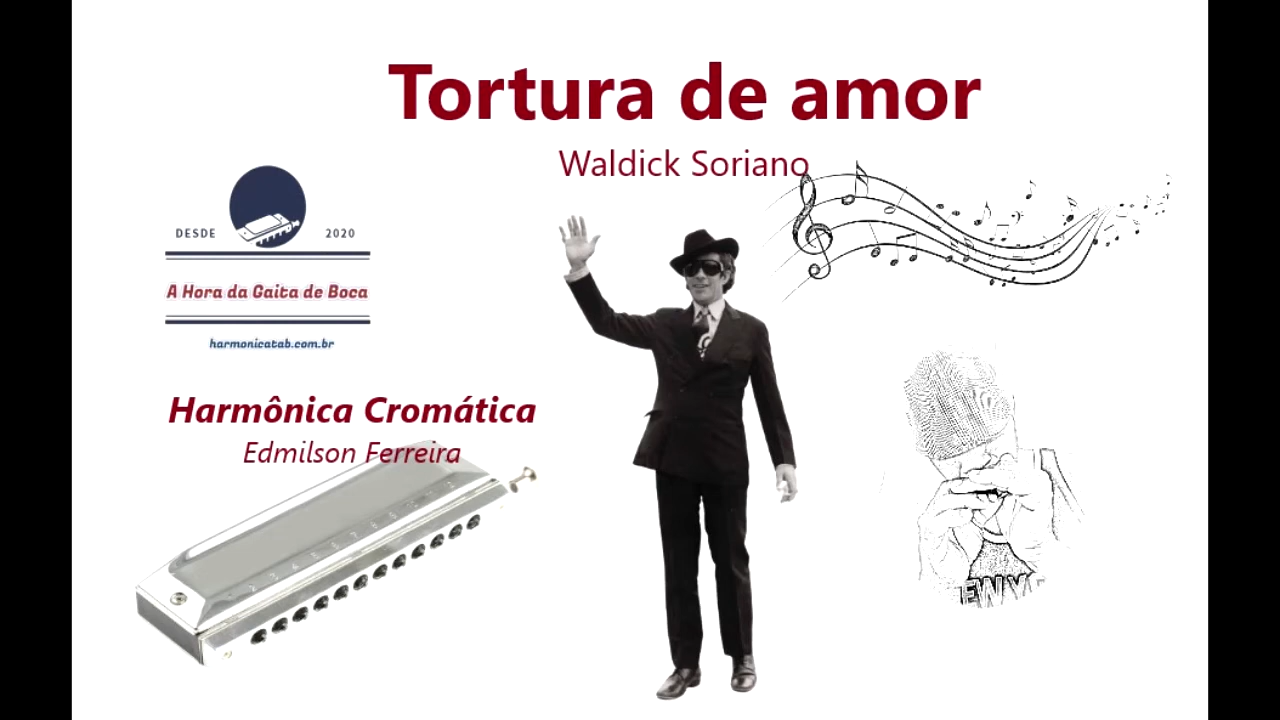 Tortura de amor
Waldick Soriano
DESDE 2020
A Hora da Gaita de Boca
harmonicatab.com.br
Harmônica Cromática
Edmilson Ferreira